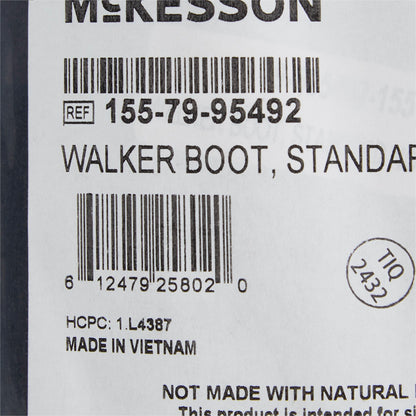 McKESSON
REF 155-79-95492
WALKER BOOT, STANDAR
6 12479 25802 0
TIQ
2432
HCPC: 1.L4387
MADE IN VIETNAM
NOT MADE WITH NATURAL
This product is intended for si